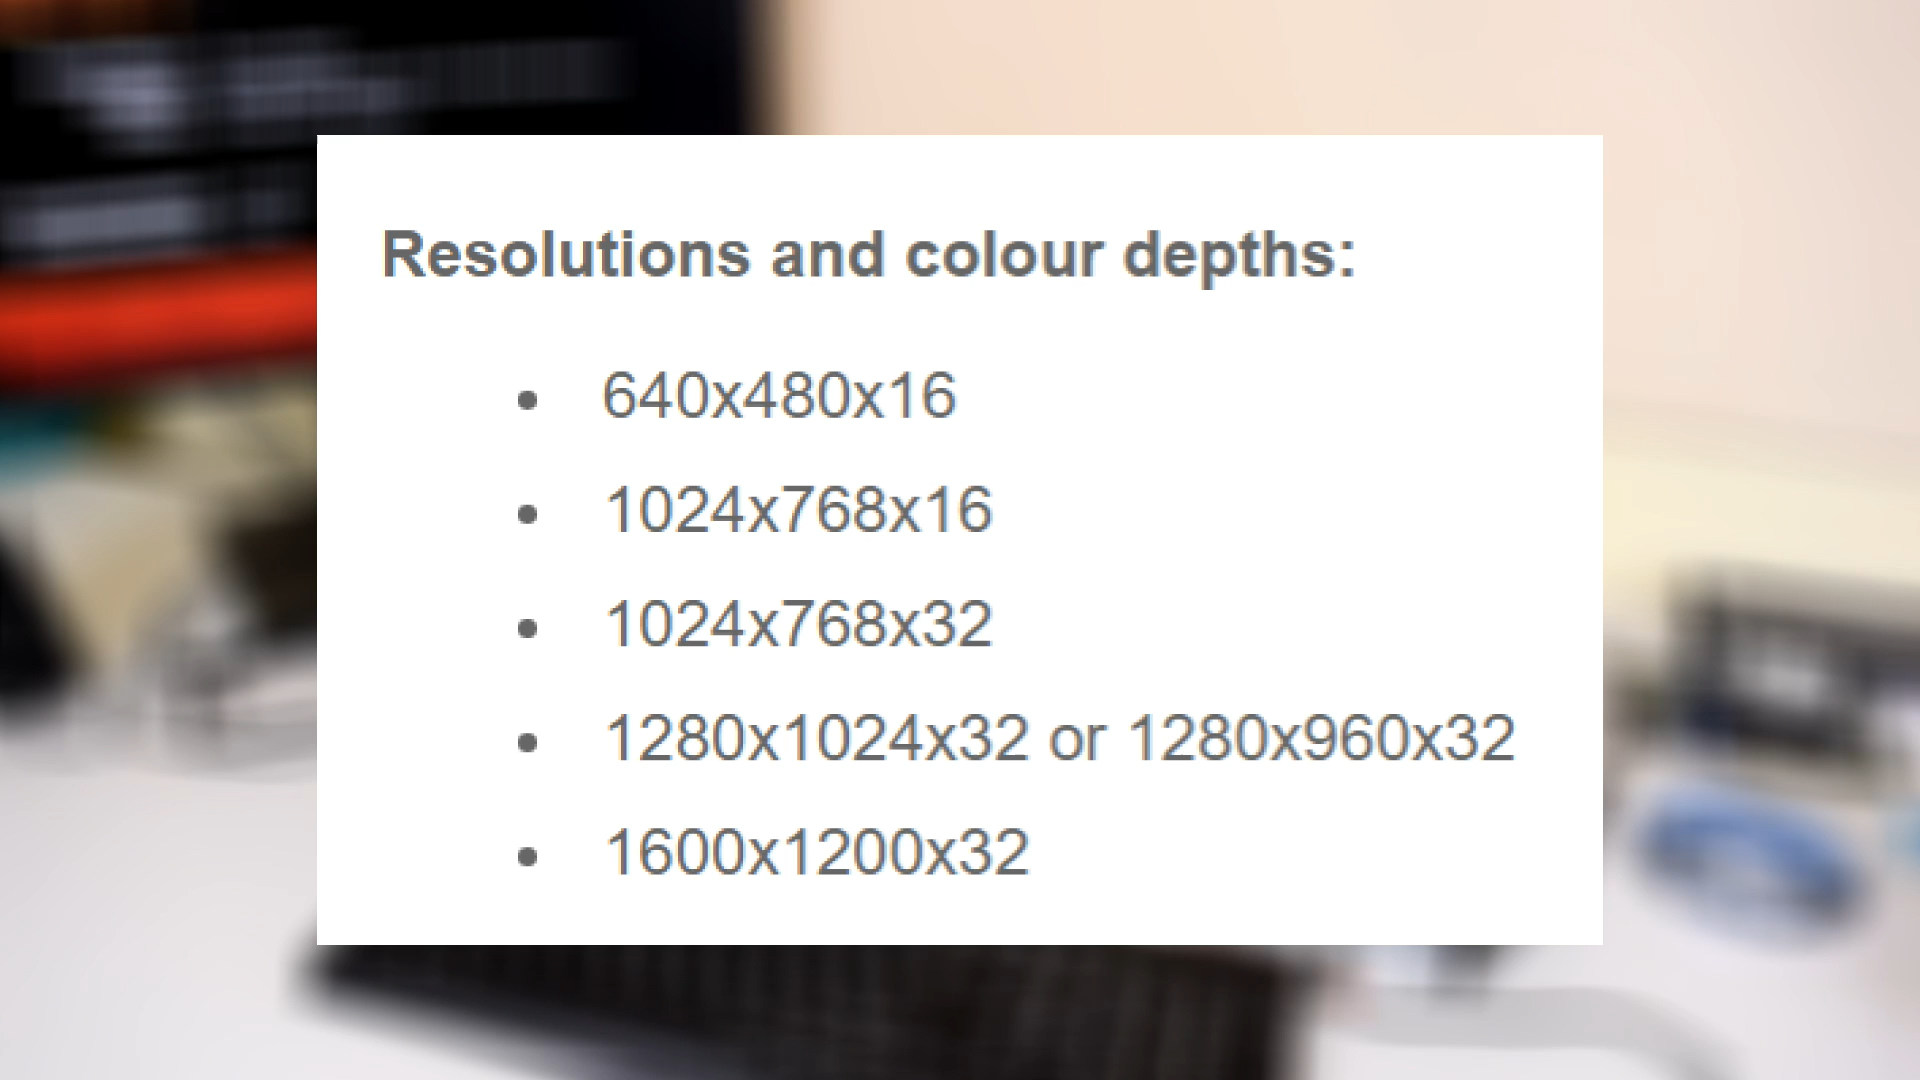 Resolutions and colour depths:
• 640x480x16
• 1024x768x16
• 1024x768x32
• 1280x1024x32 or 1280x960x32
• 1600x1200x32